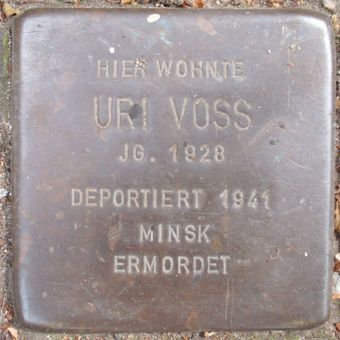 HIER WOHNTE
URI VOSS
JG. 1928
DEPORTIERT 1941
MINSK
ERMORDET